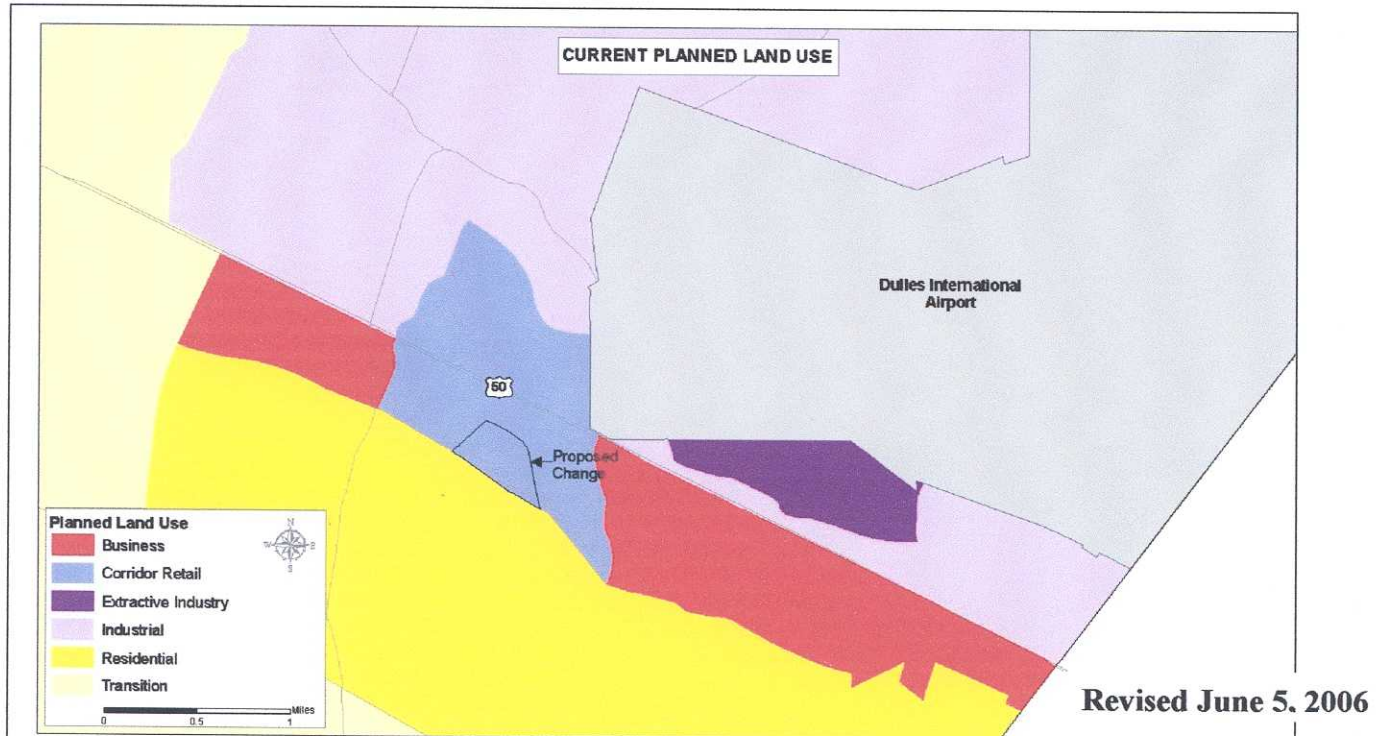 CURRENT PLANNED LAND USE
Dulles International
Airport
50
Proposed
Change
Planned Land Use
N
W E
S
Business
Corridor Retail
Extractive Industry
Industrial
Residential
Transition
Miles
0 0.5 1
Revised June 5, 2006